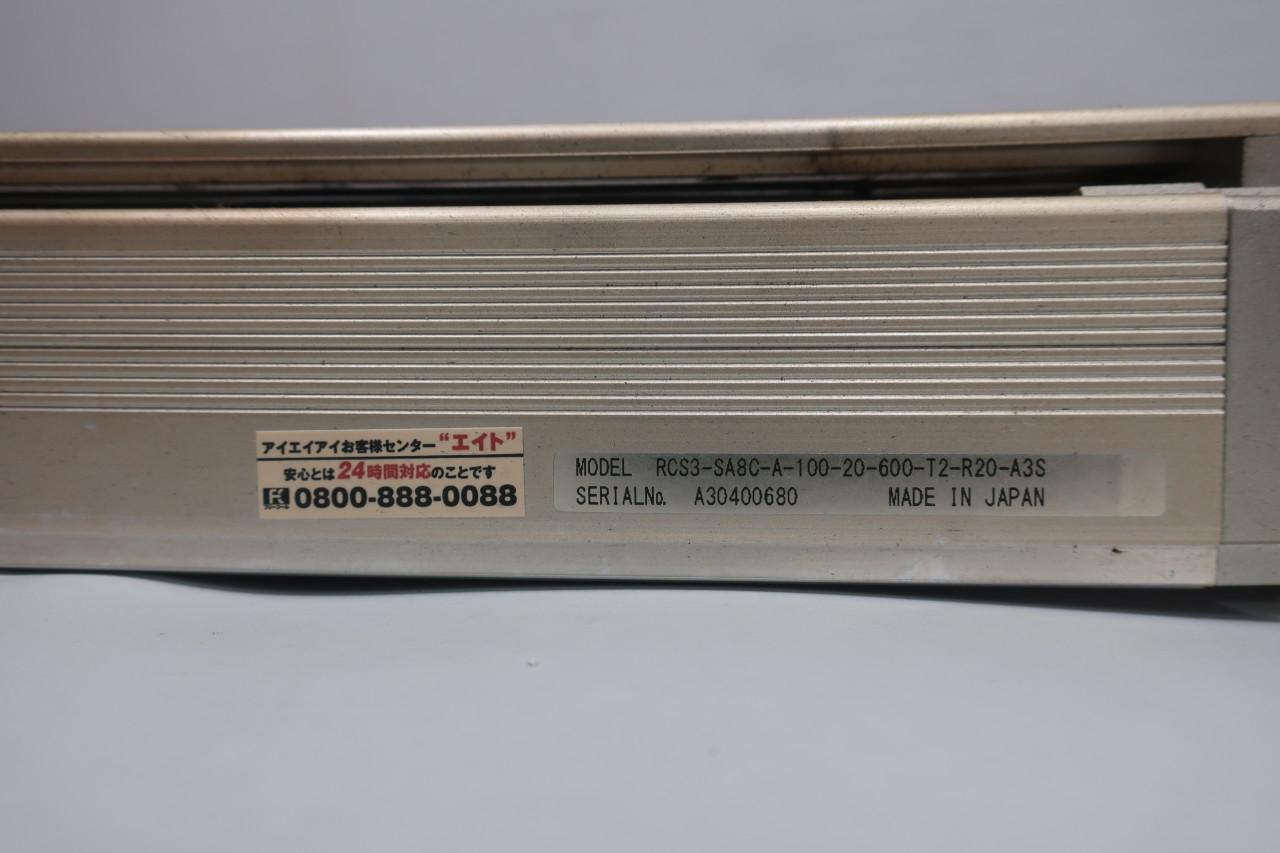 アイエイアイお客様センター“エイト”
安心とは24時間対応のことです
0800-888-0088
MODEL RCS3-SA8C-A-100-20-600-T2-R20-A3S
SERIALNo. A30400680 MADE IN JAPAN